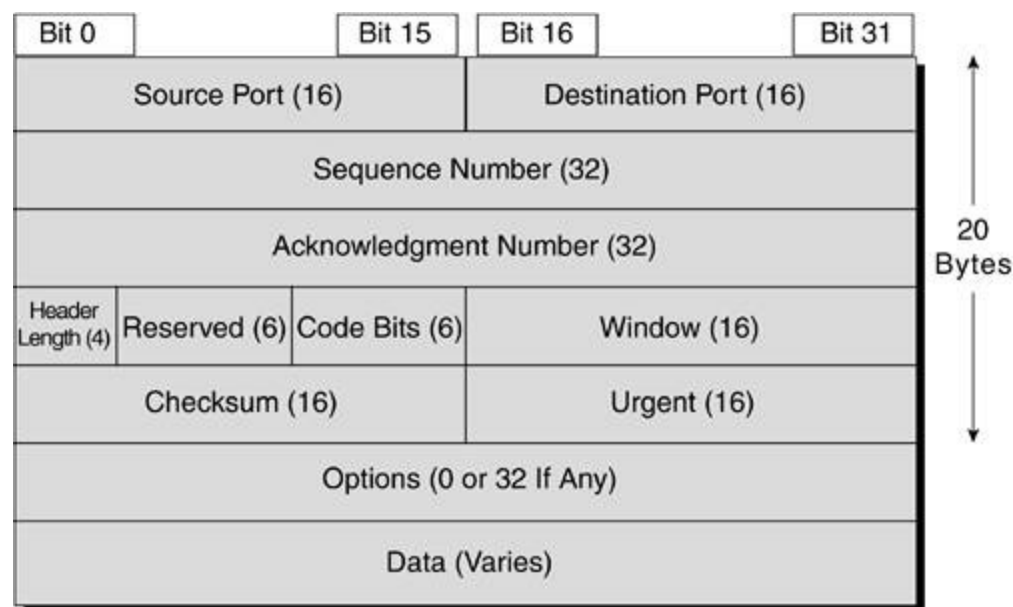 Bit 0 Bit 15 Bit 16 Bit 31
Source Port (16) Destination Port (16)
Sequence Number (32)
Acknowledgment Number (32)
20
Bytes
Header
Length (4) Reserved (6) Code Bits (6) Window (16)
Checksum (16) Urgent (16)
Options (0 or 32 If Any)
Data (Varies)